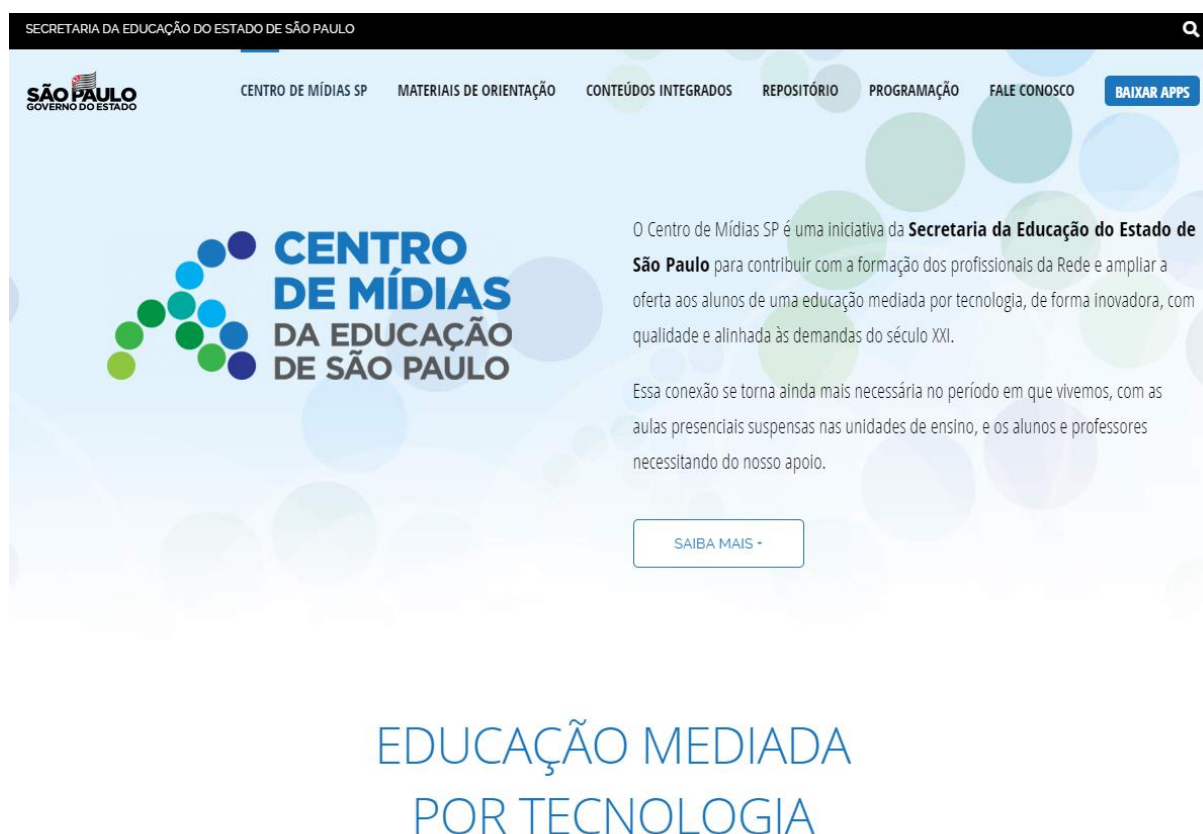 SECRETARIA DA EDUCAÇÃO DO ESTADO DE SÃO PAULO
SÃO PAULO
GOVERNO DO ESTADO
CENTRO DE MÍDIAS SP
MATERIAIS DE ORIENTAÇÃO
CONTEÚDOS INTEGRADOS
REPOSITÓRIO
PROGRAMAÇÃO
FALE CONOSCO
BAIXAR APPS
CENTRO
DE MÍDIAS
DA EDUCAÇÃO
DE SÃO PAULO
O Centro de Mídias SP é uma iniciativa da Secretaria da Educação do Estado de
São Paulo para contribuir com a formação dos profissionais da Rede e ampliar a
oferta aos alunos de uma educação mediada por tecnologia, de forma inovadora, com
qualidade e alinhada às demandas do século XXI.
Essa conexão se torna ainda mais necessária no período em que vivemos, com as
aulas presenciais suspensas nas unidades de ensino, e os alunos e professores
necessitando do nosso apoio.
SAIBA MAIS
EDUCAÇÃO MEDIADA
POR TECNOLOGIA